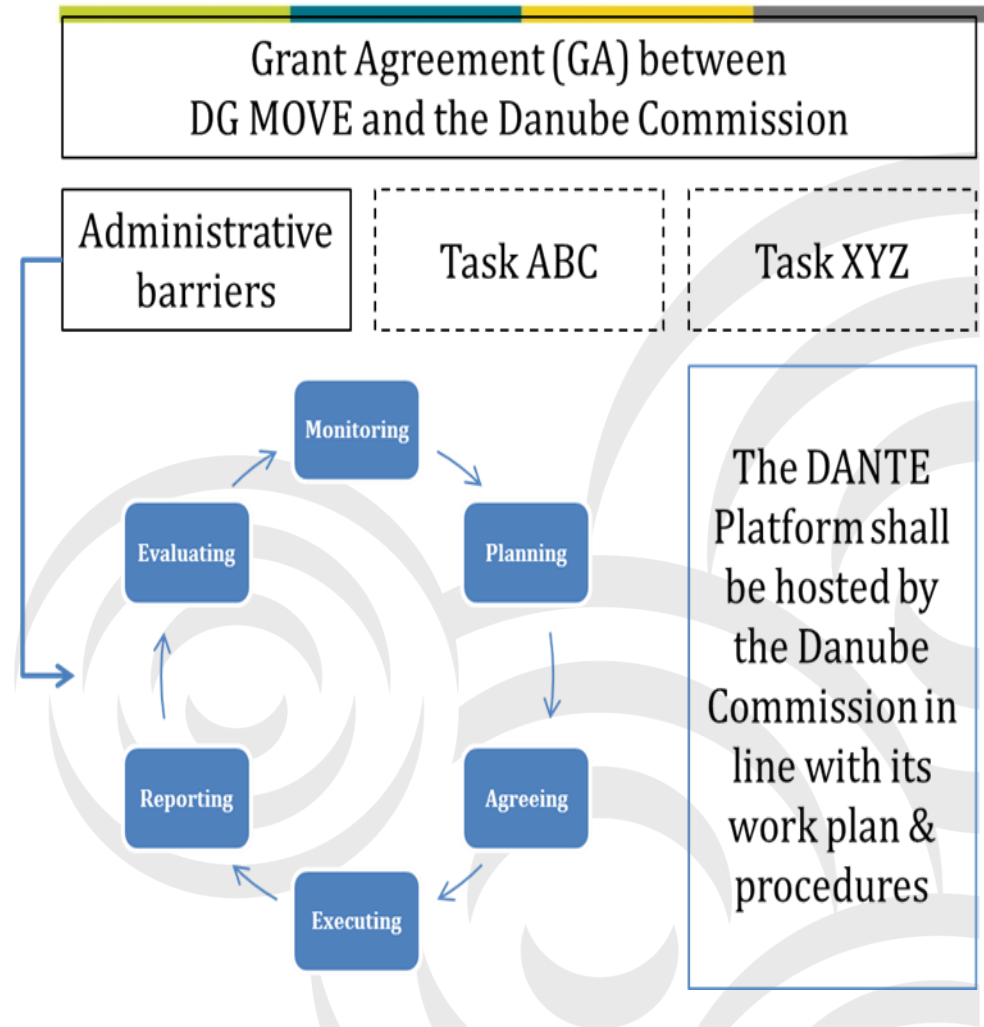 Grant Agreement (GA) between
DG MOVE and the Danube Commission
Administrative
barriers
Task ABC
Task XYZ
Monitoring
Planning
Agreeing
Executing
Reporting
Evaluating
The DANTE
Platform shall
be hosted by
the Danube
Commission in
line with its
work plan &
procedures